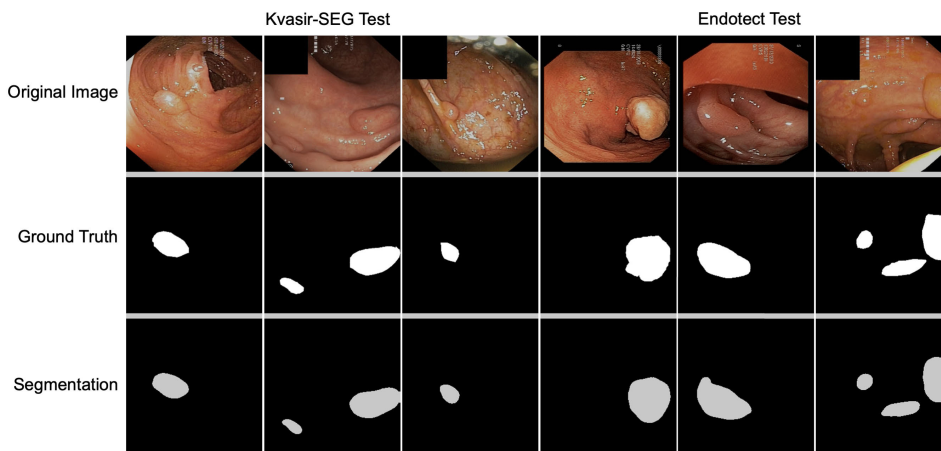 Kvasir-SEG Test
Endotect Test
Original Image
Ground Truth
Segmentation